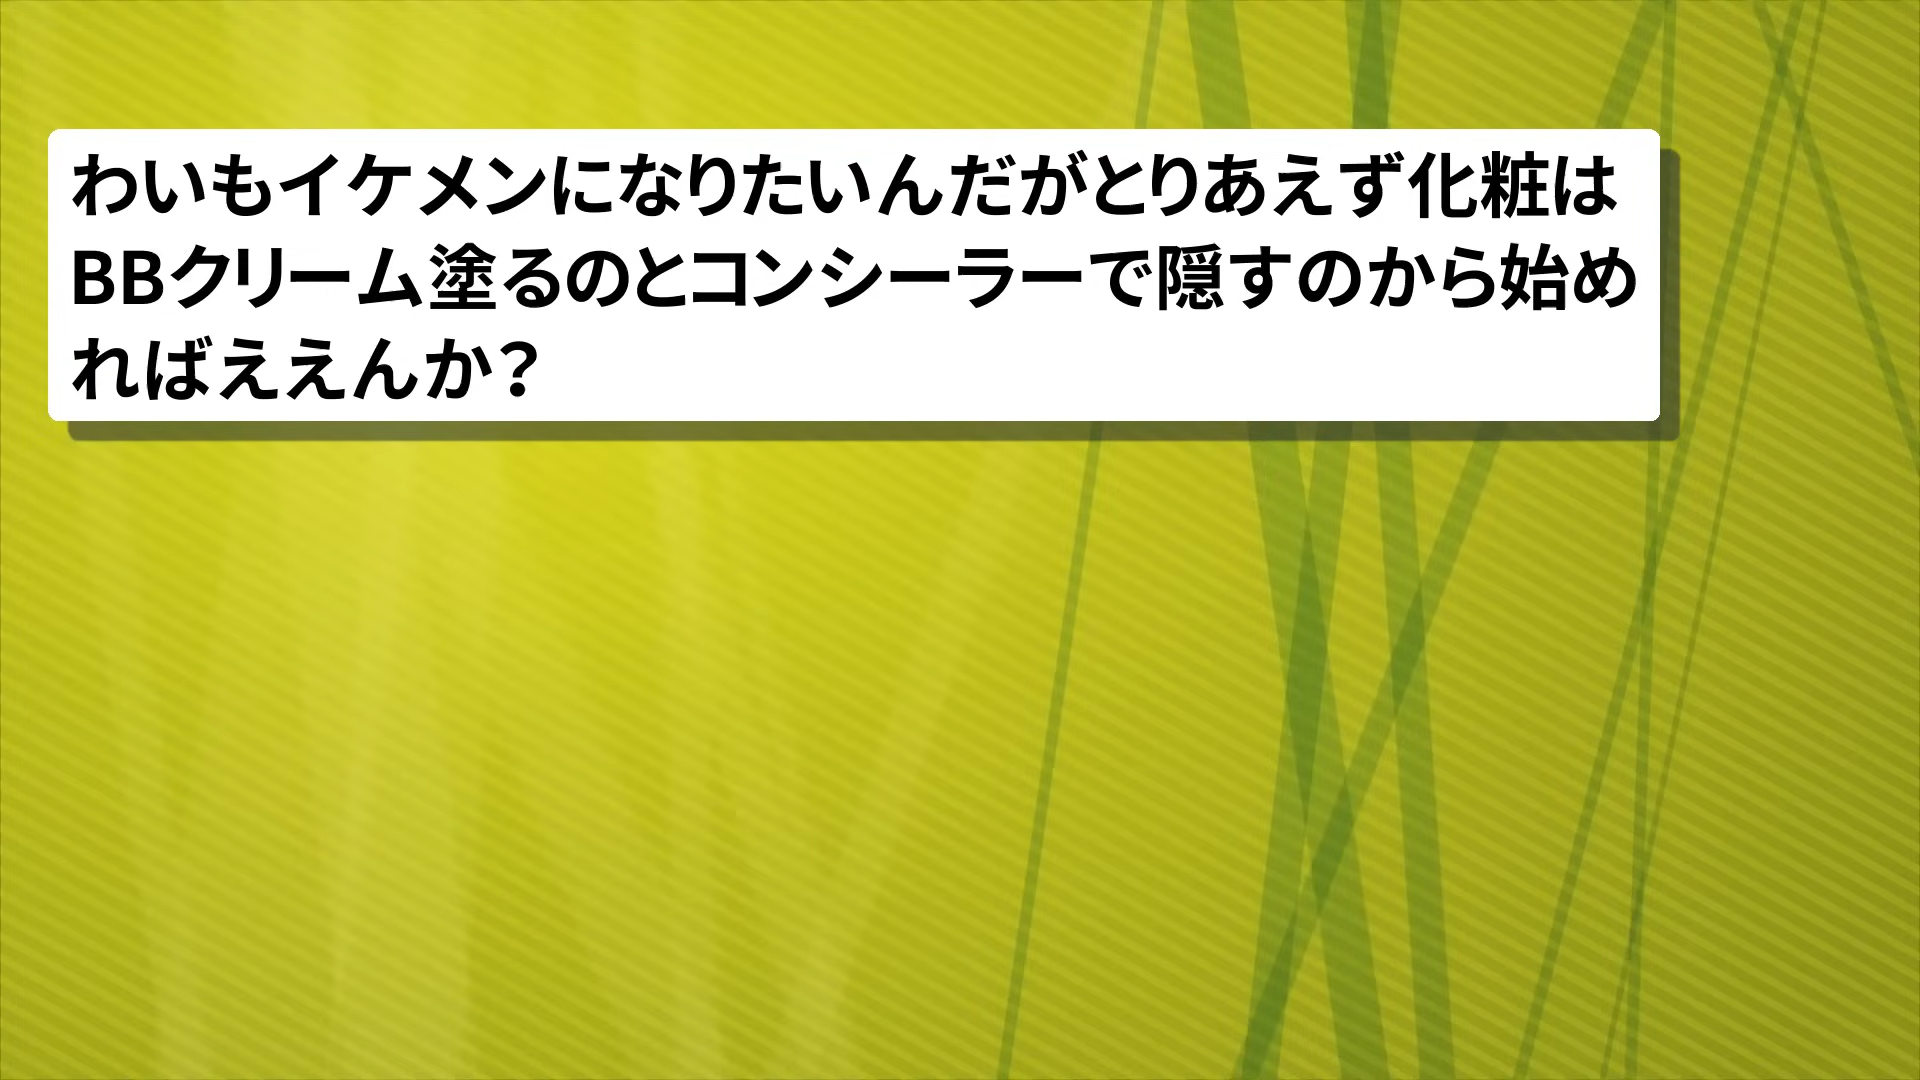 わいもイケメンになりたいんだがとりあえず化粧は
BBクリーム塗るのとコンシーラーで隠すのから始め
ればええんか？